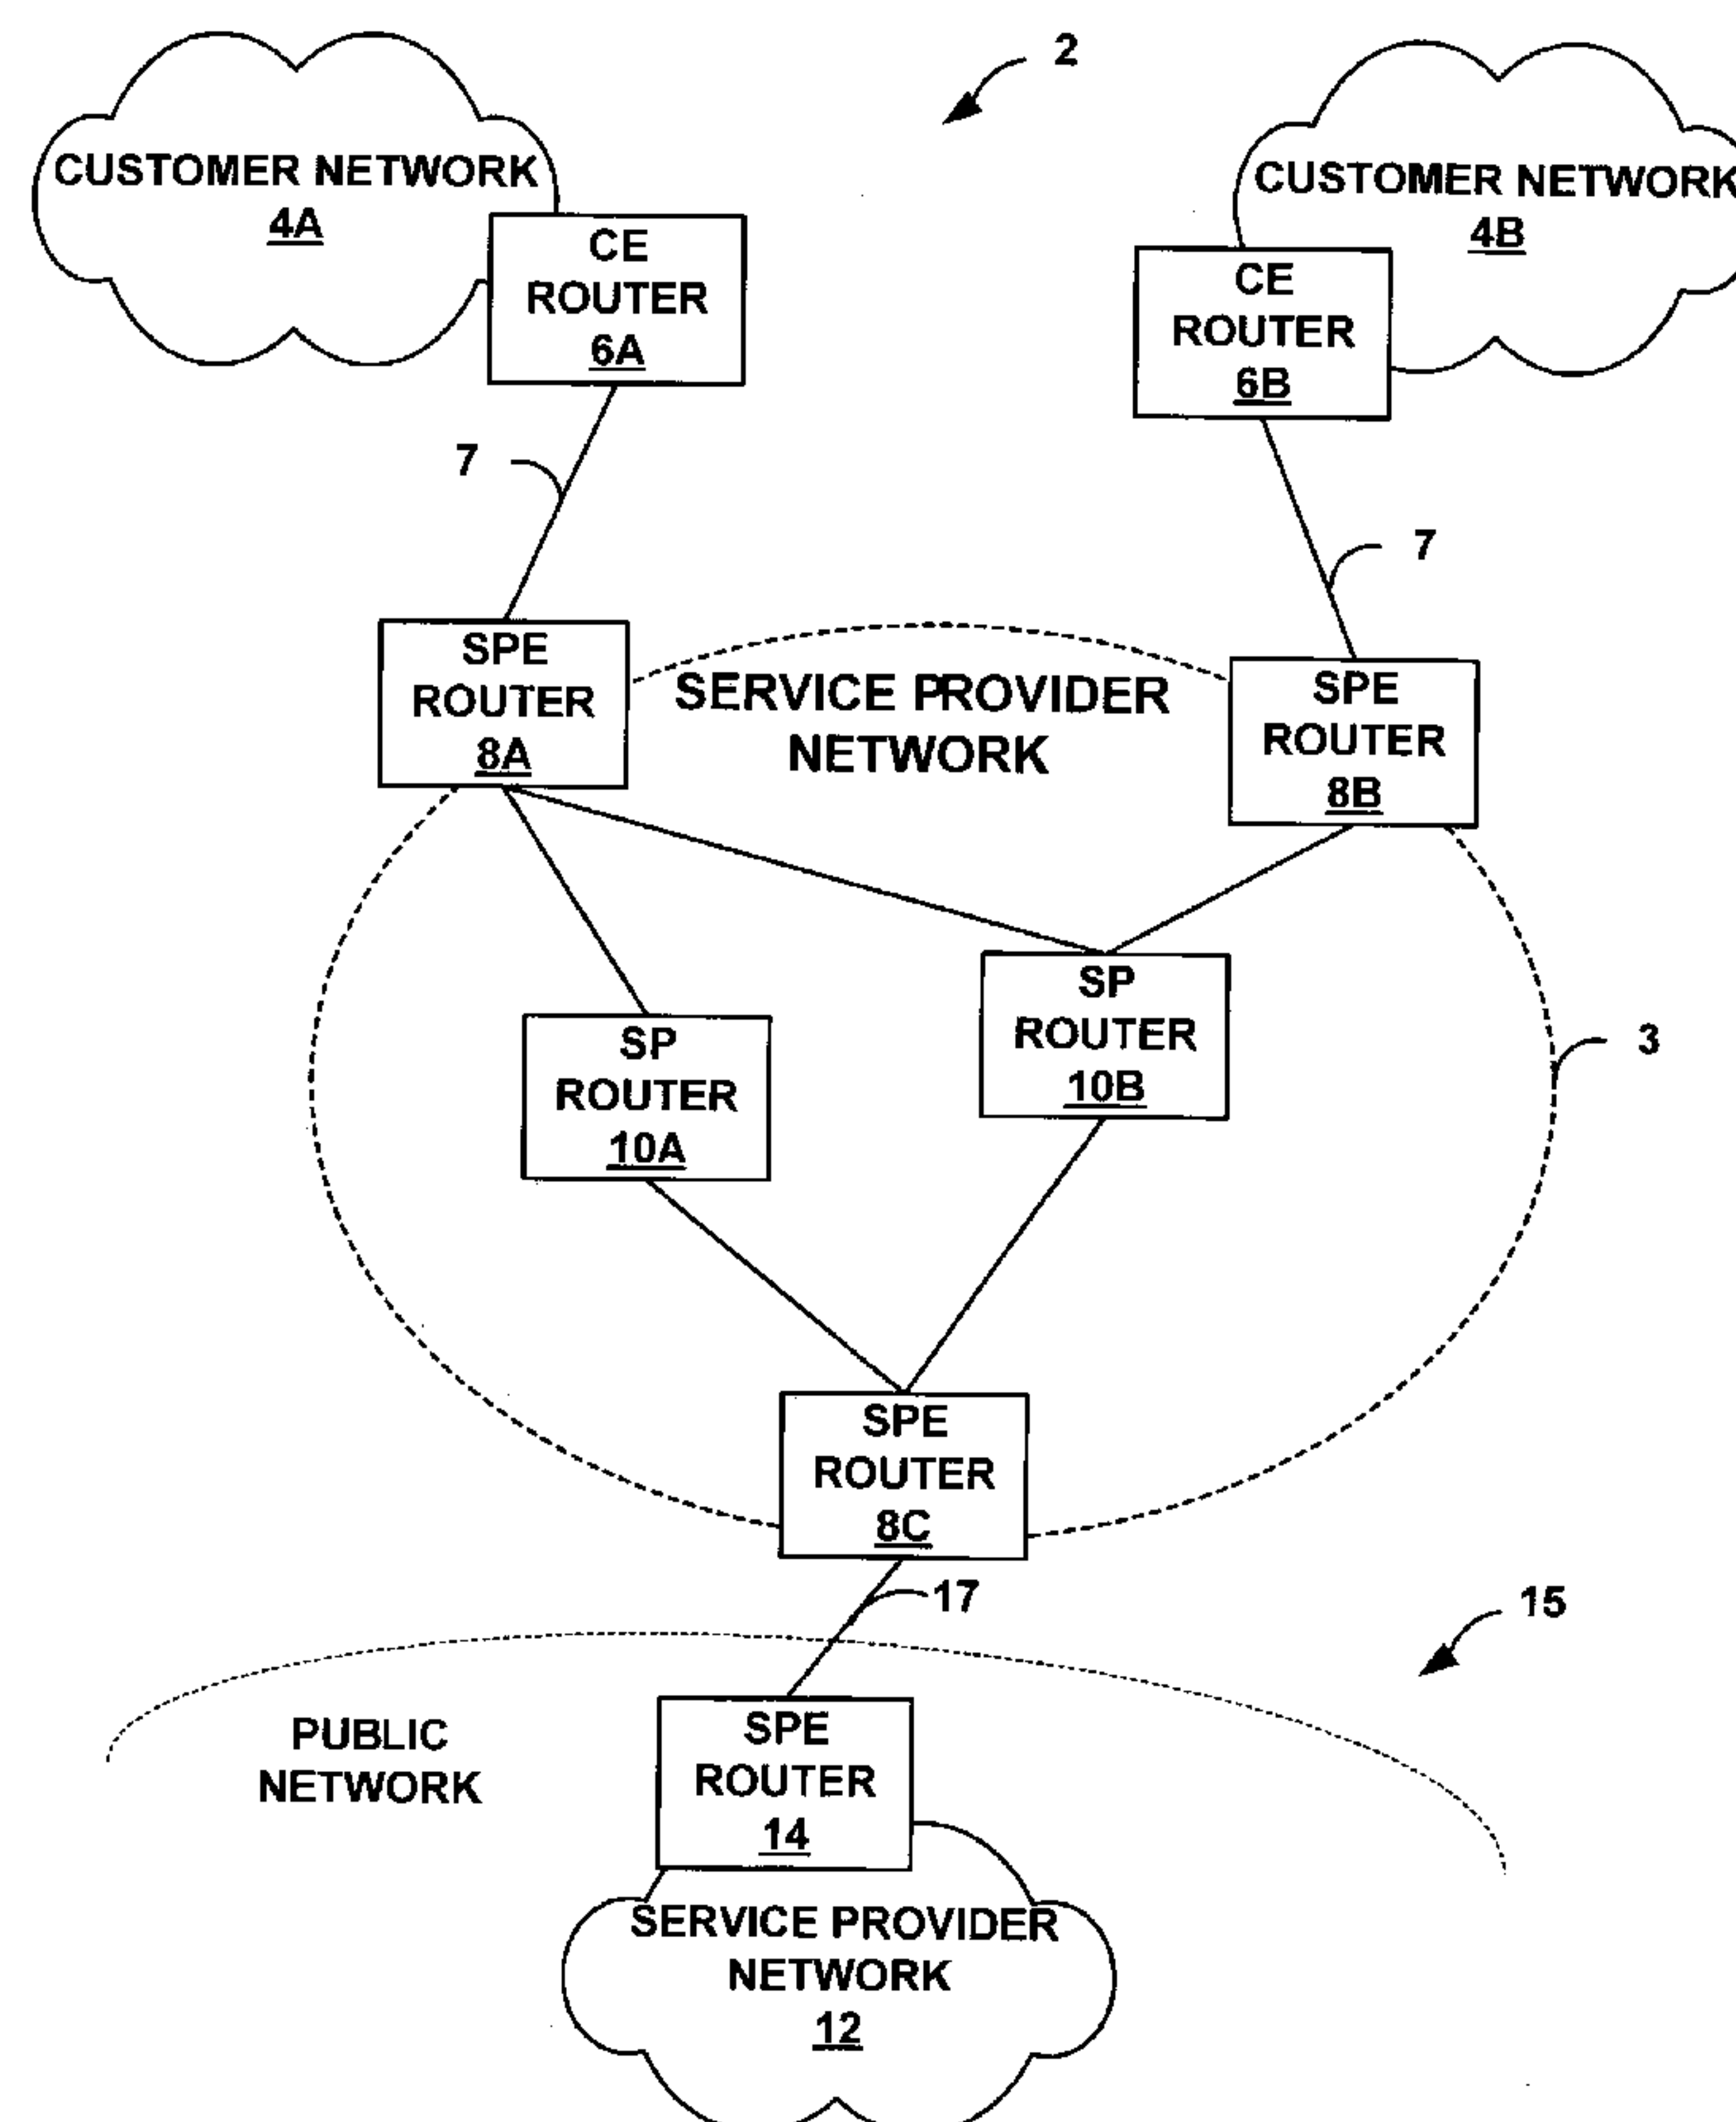 2
CUSTOMER NETWORK
4A
CUSTOMER NETWORK
4B
CE
ROUTER
6A
CE
ROUTER
6B
7
7
SPE
ROUTER
8A
SERVICE PROVIDER
NETWORK
SPE
ROUTER
8B
SP
ROUTER
10B
SP
ROUTER
10A
3
SPE
ROUTER
8C
17
15
PUBLIC
NETWORK
SPE
ROUTER
14
SERVICE PROVIDER
NETWORK
12